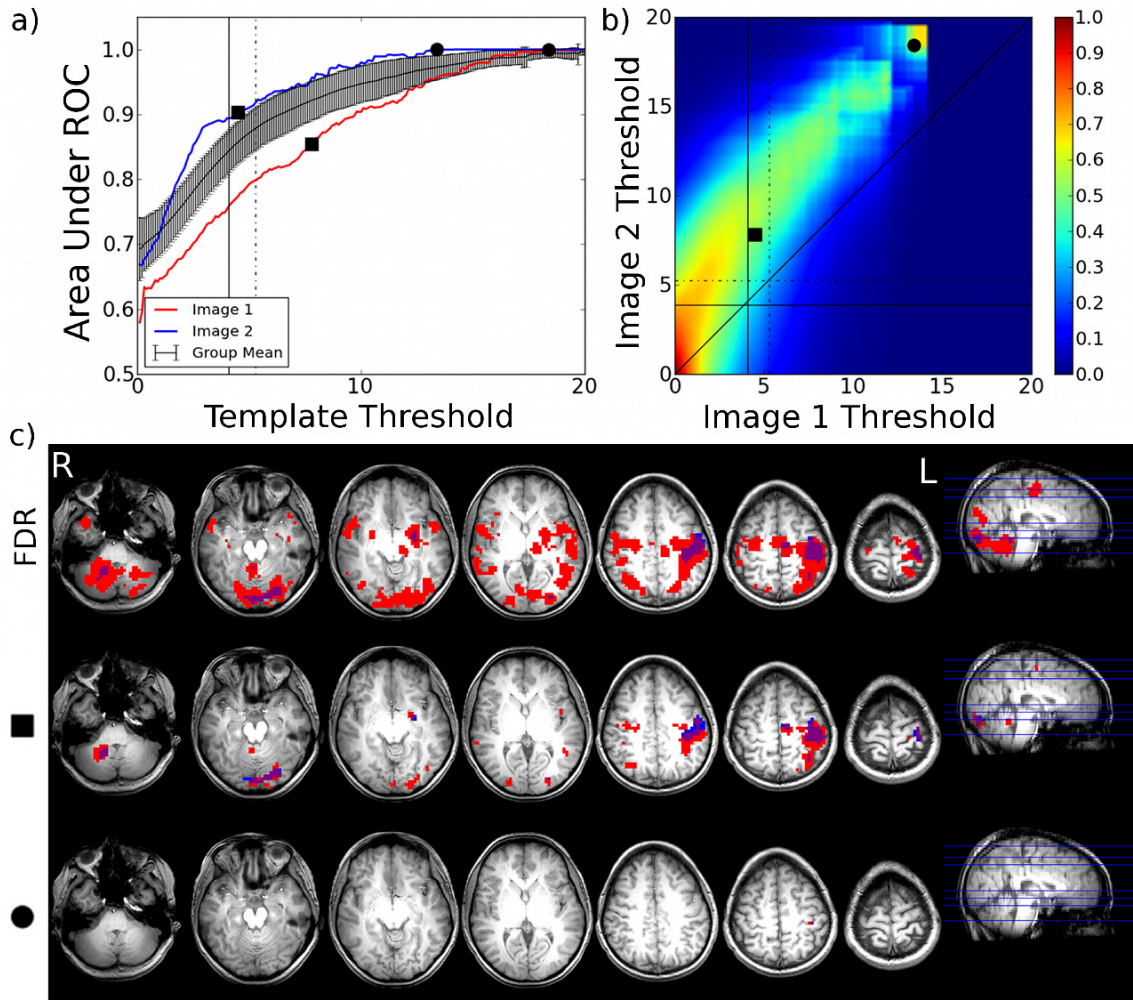 a)
Area Under ROC
1.0
0.9
0.8
0.7
0.6
0.5
Image 1
Image 2
Group Mean
0
10
20
Template Threshold
b)
Image 2 Threshold
20
15
10
5
0
0
5
10
15
20
Image 1 Threshold
1.0
0.9
0.8
0.7
0.6
0.5
0.4
0.3
0.2
0.1
0.0
c)
R
L
FDR